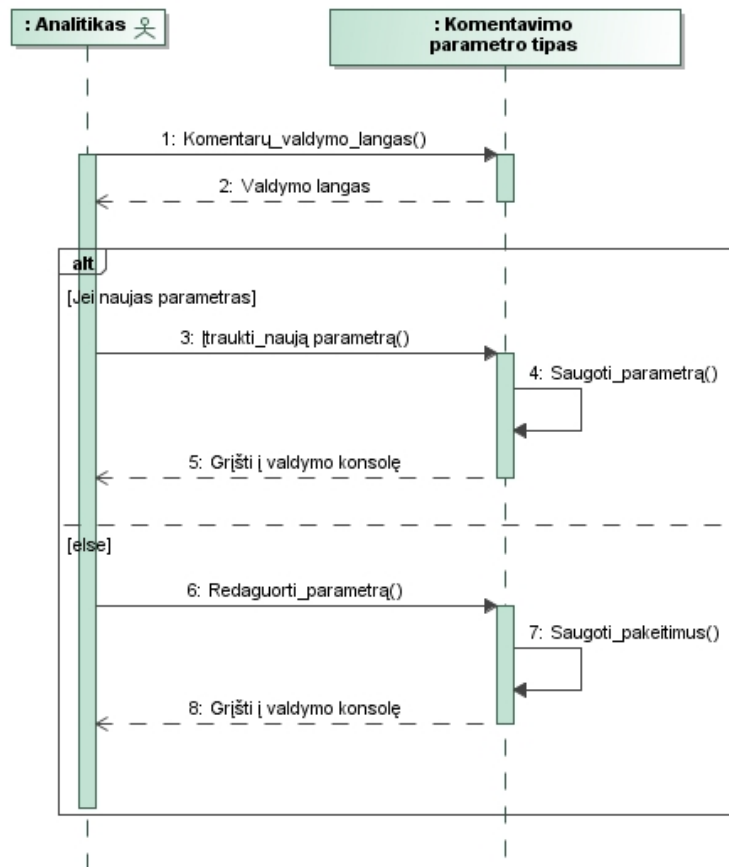 : Analitikas
: Komentavimo
parametro tipas
1: Komentarų_valdymo_langas()
2: Valdymo langas
alt
[Jei naujas parametras]
3: Įtraukti_naują parametrą()
4: Saugoti_parametrą()
5: Grįšti į valdymo konsolę
[else]
6: Redaguorti_parametrą()
7: Saugoti_pakeitimus()
8: Grįšti į valdymo konsolę